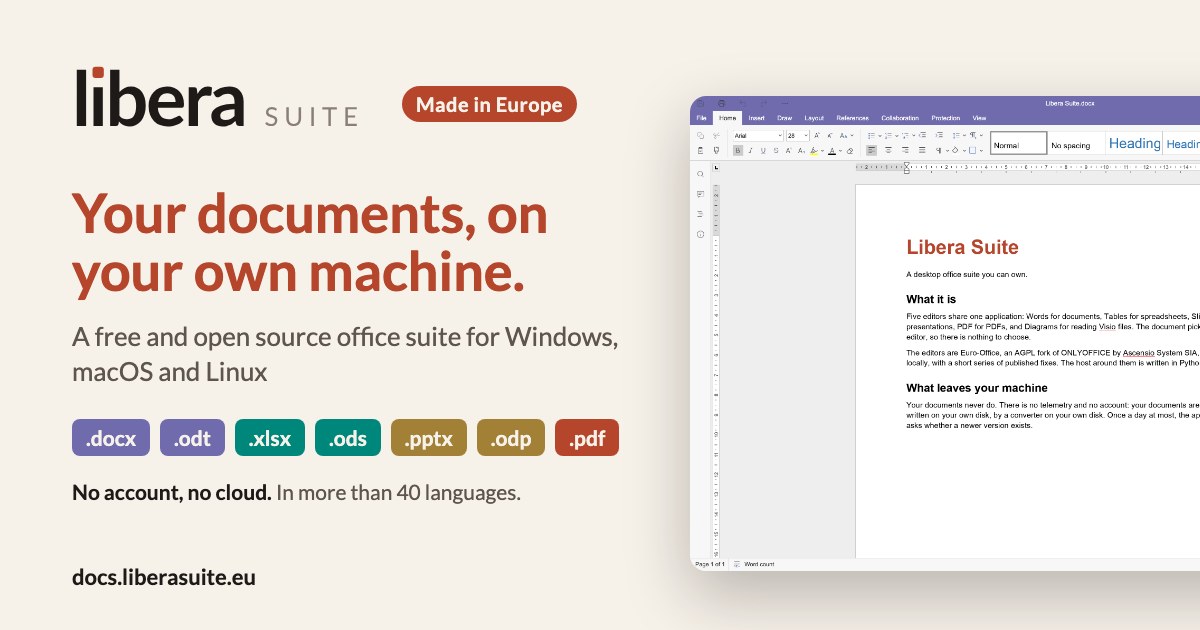 libera SUITE
Made in Europe
Your documents, on
your own machine.
A free and open source office suite for Windows,
macOS and Linux
.docx .odt .xlsx .ods .pptx .odp .pdf
No account, no cloud. In more than 40 languages.
docs.liberasuite.eu
Libera Suite.docx
File Home Insert Draw Layout References Collaboration Protection View
Arial 28
Normal No spacing Heading
Libera Suite
A desktop office suite you can own.
What it is
Five editors share one application: Words for documents, Tables for spreadsheets, Sli
presentations, PDF for PDFs, and Diagrams for reading Visio files. The document pick
editor, so there is nothing to choose.
The editors are Euro-Office, an AGPL fork of ONLYOFFICE by Ascensio System SIA,
locally, with a short series of published fixes. The host around them is written in Pytho
What leaves your machine
Your documents never do. There is no telemetry and no account: your documents are
written on your own disk, by a converter on your own disk. Once a day at most, the ap
asks whether a newer version exists.
Page 1 of 1 Word count